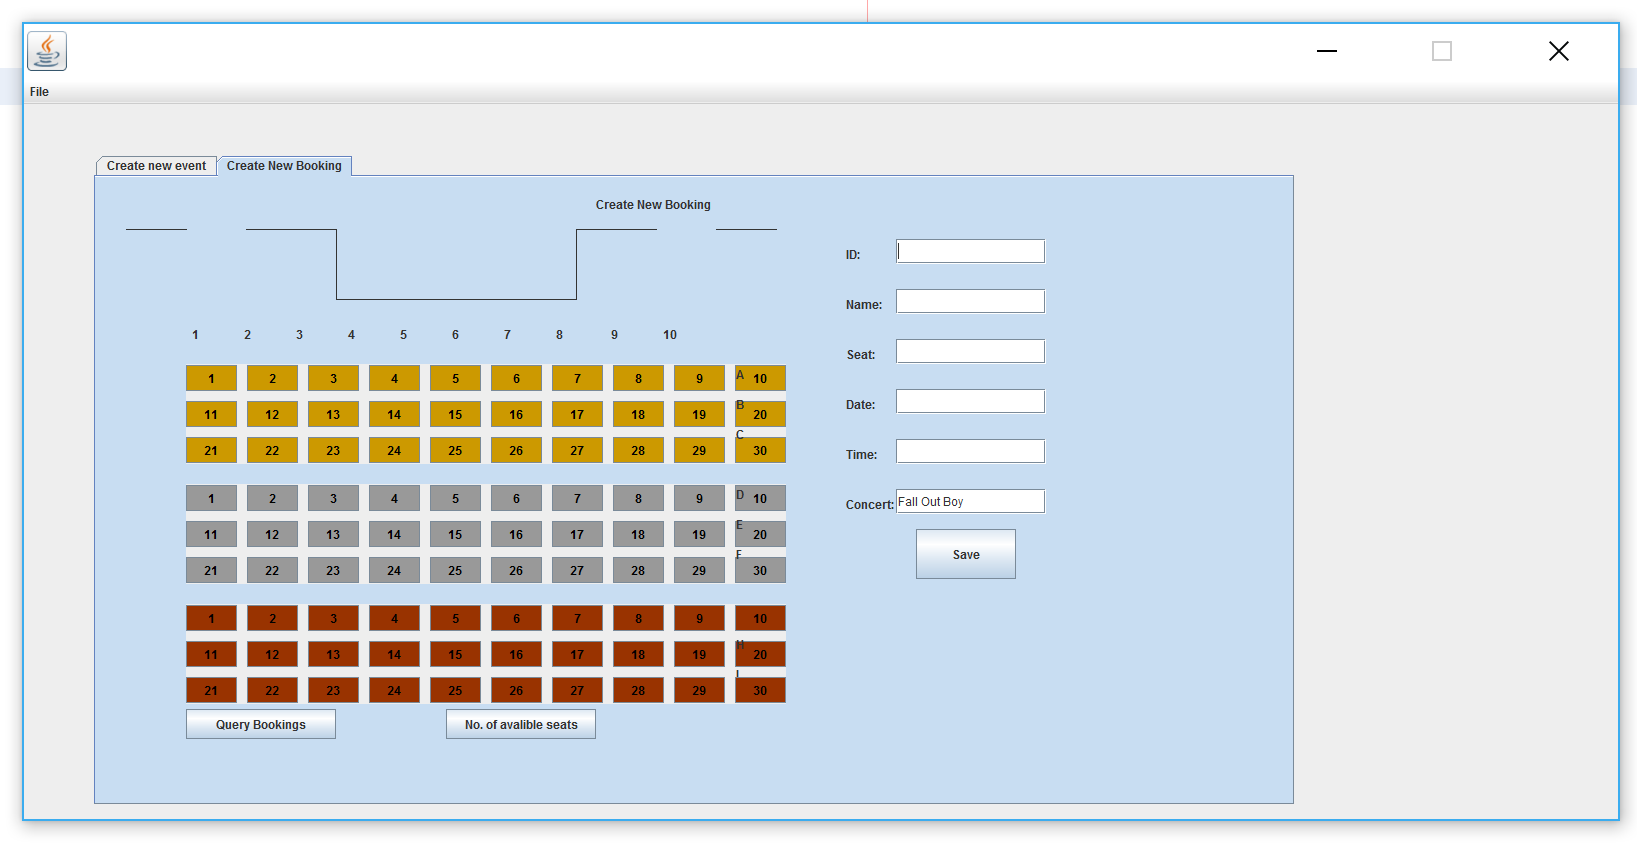 File
Create new event Create New Booking
Create New Booking
ID:
Name:
Seat:
Date:
Time:
Concert: Fall Out Boy
Save
1 2 3 4 5 6 7 8 9 10
1 2 3 4 5 6 7 8 9 A 10
11 12 13 14 15 16 17 18 19 B 20
21 22 23 24 25 26 27 28 29 C 30
1 2 3 4 5 6 7 8 9 D 10
11 12 13 14 15 16 17 18 19 E 20
21 22 23 24 25 26 27 28 29 F 30
1 2 3 4 5 6 7 8 9 10
11 12 13 14 15 16 17 18 19 H 20
21 22 23 24 25 26 27 28 29 I 30
Query Bookings No. of avalible seats